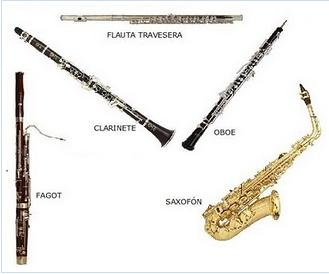 FLAUTA TRAVESERA
CLARINETE
OBOE
FAGOT
SAXOFÓN